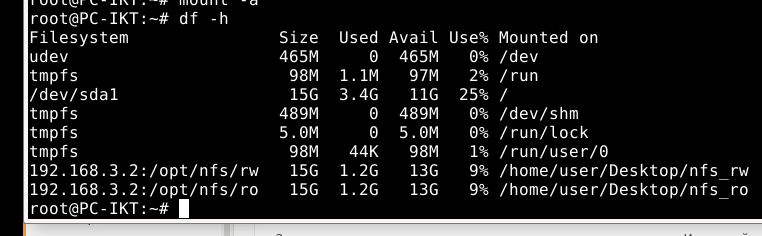 root@PC-IKT:~# mount -a
root@PC-IKT:~# df -h
Filesystem Size Used Avail Use% Mounted on
udev 465M 0 465M 0% /dev
tmpfs 98M 1.1M 97M 2% /run
/dev/sda1 15G 3.4G 11G 25% /
tmpfs 489M 0 489M 0% /dev/shm
tmpfs 5.0M 0 5.0M 0% /run/lock
tmpfs 98M 44K 98M 1% /run/user/0
192.168.3.2:/opt/nfs/rw 15G 1.2G 13G 9% /home/user/Desktop/nfs_rw
192.168.3.2:/opt/nfs/ro 15G 1.2G 13G 9% /home/user/Desktop/nfs_ro
root@PC-IKT:~#